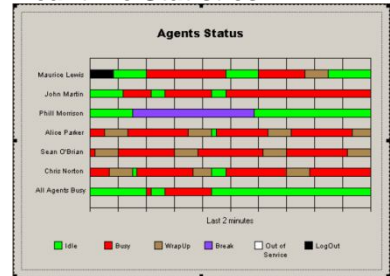 Agents Status
Maurice Lewis
John Martin
Phill Morrison
Alice Parker
Sean O'Brian
Chris Norton
All Agents Busy
Last 2 minutes
Idle Busy WrapUp Break Out of Service LogOut